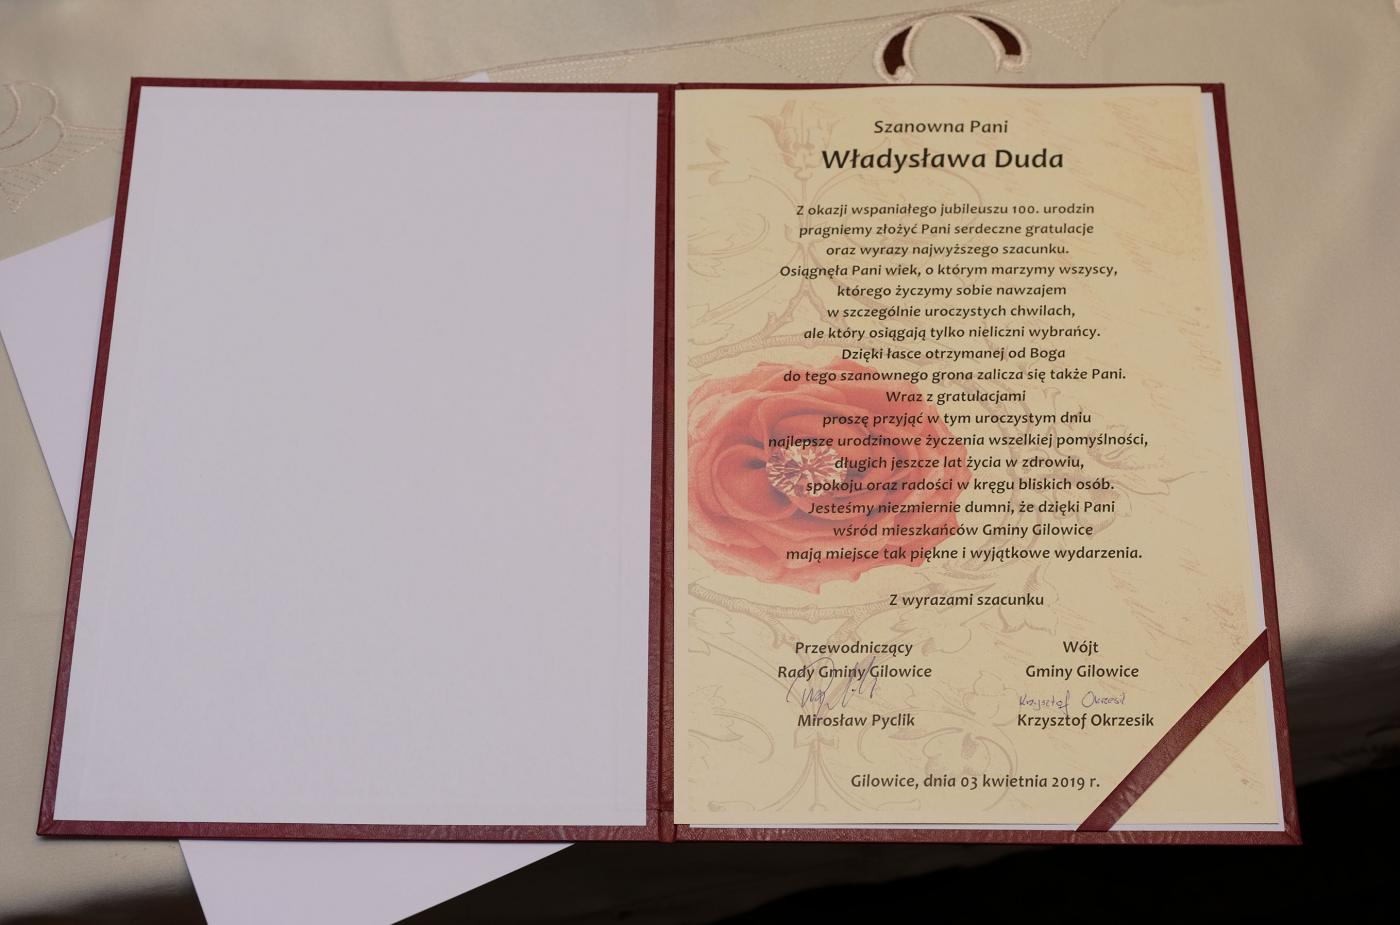 Szanowna Pani
Władysława Duda
Z okazji wspaniałego jubileuszu 100. urodzin
pragniemy złożyć Pani serdeczne gratulacje
oraz wyrazy najwyższego szacunku.
Osiągnęła Pani wiek, o którym marzymy wszyscy,
którego życzymy sobie nawzajem
w szczególnie uroczystych chwilach,
ale który osiągają tylko nieliczni wybrańcy.
Dzięki łasce otrzymanej od Boga
do tego szanownego grona zalicza się także Pani.
Wraz z gratulacjami
proszę przyjąć w tym uroczystym dniu
najlepsze urodzinowe życzenia wszelkiej pomyślności,
długich jeszcze lat życia w zdrowiu,
spokoju oraz radości w kręgu bliskich osób.
Jesteśmy niezmiernie dumni, że dzięki Pani
wśród mieszkańców Gminy Gilowice
mają miejsce tak piękne i wyjątkowe wydarzenia.
Z wyrazami szacunku
Przewodniczący
Rady Gminy Gilowice
Mirosław Pyclik
Wójt
Gminy Gilowice
Krzysztof Okrzesik
Krzysztof Okrzesik
Gilowice, dnia 03 kwietnia 2019 r.